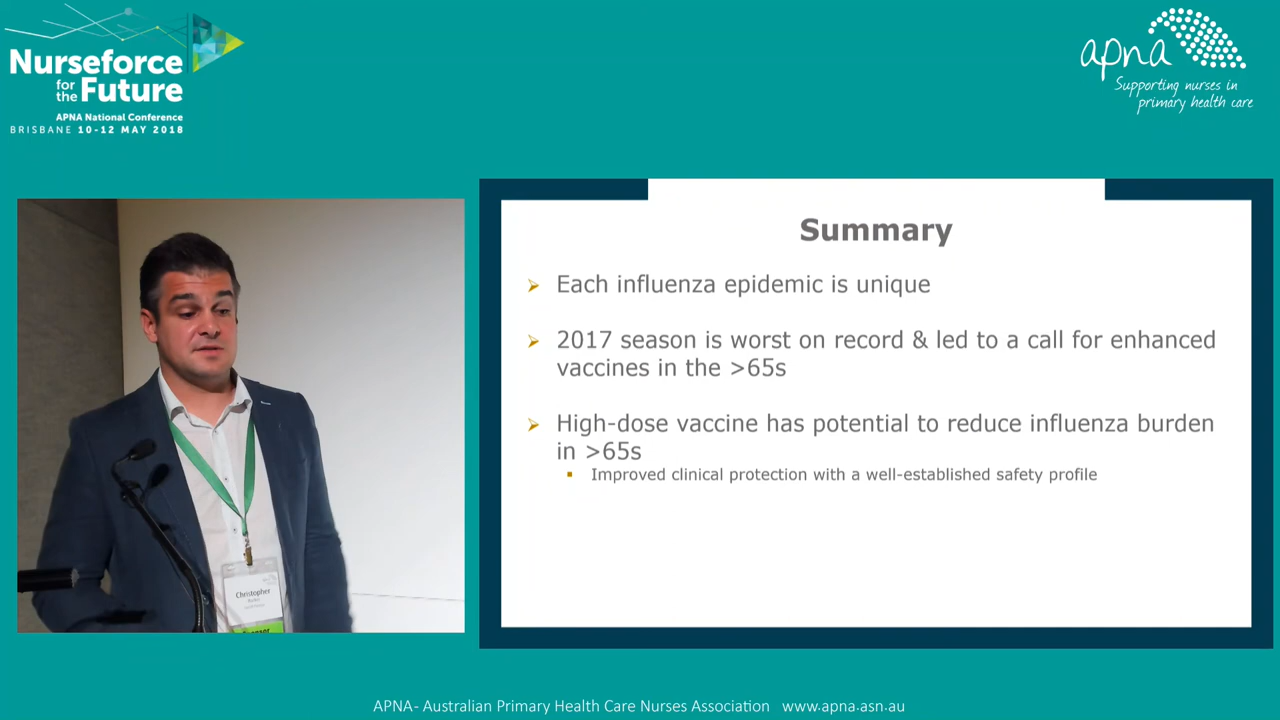 Nurseforce
for the Future
APNA National Conference
BRISBANE 10-12 MAY 2018
apna
Supporting nurses in
primary health care
Christopher
Summary
Each influenza epidemic is unique
2017 season is worst on record & led to a call for enhanced
vaccines in the >65s
High-dose vaccine has potential to reduce influenza burden
in >65s
Improved clinical protection with a well-established safety profile
APNA- Australian Primary Health Care Nurses Association www.apna.asn.au